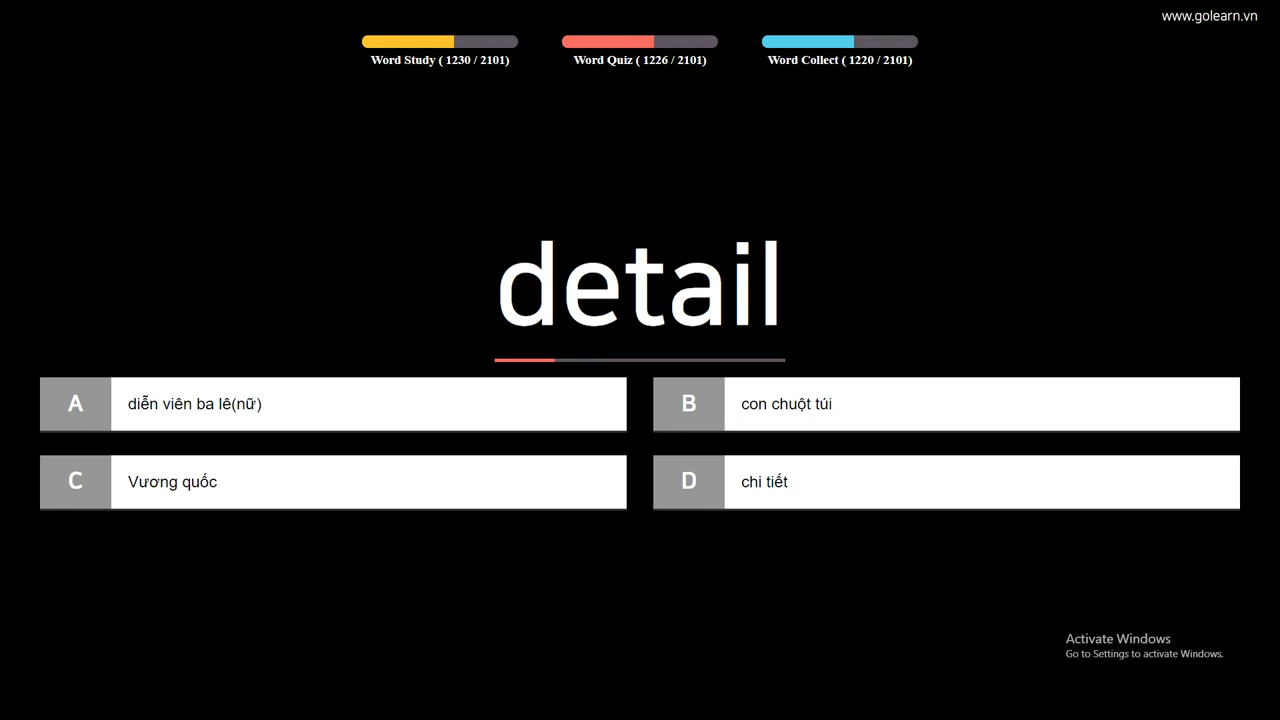 www.golearn.vn
Word Study ( 1230 / 2101)
Word Quiz ( 1226 / 2101)
Word Collect ( 1220 / 2101)
detail
A diễn viên ba lê(nữ)
B con chuột túi
C Vương quốc
D chi tiết
Activate Windows
Go to Settings to activate Windows.